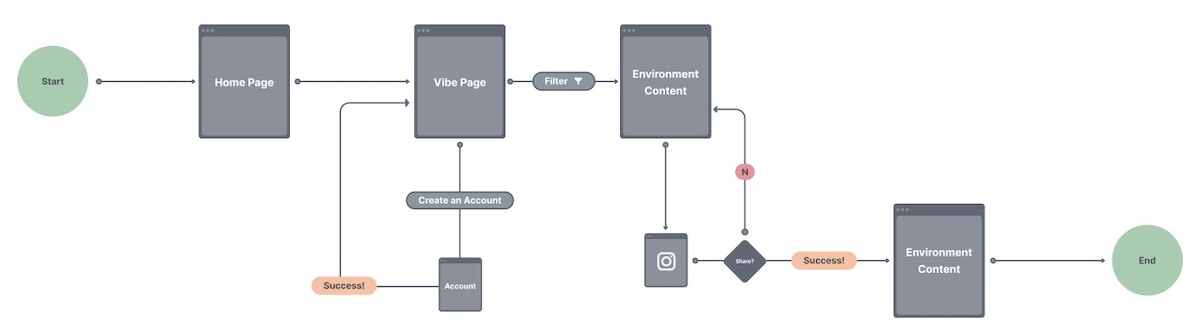 Start
Home Page
Vibe Page
Filter
Environment
Content
Create an Account
Account
Success!
N
Share?
Success!
Environment
Content
End